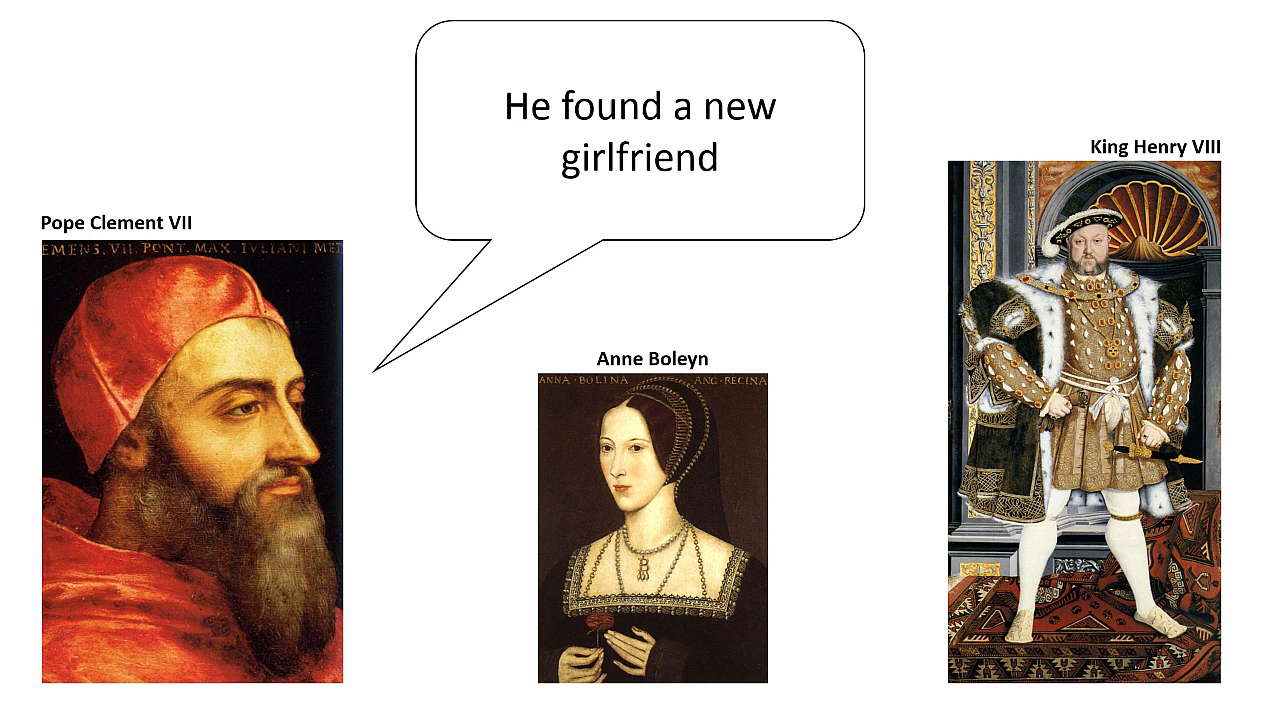 He found a new
girlfriend
King Henry VIII
Pope Clement VII
EMENS. VII. PONT. MAX. IVLIANI MED
Anne Boleyn
ANNA · BOLINA ANG · REGINA